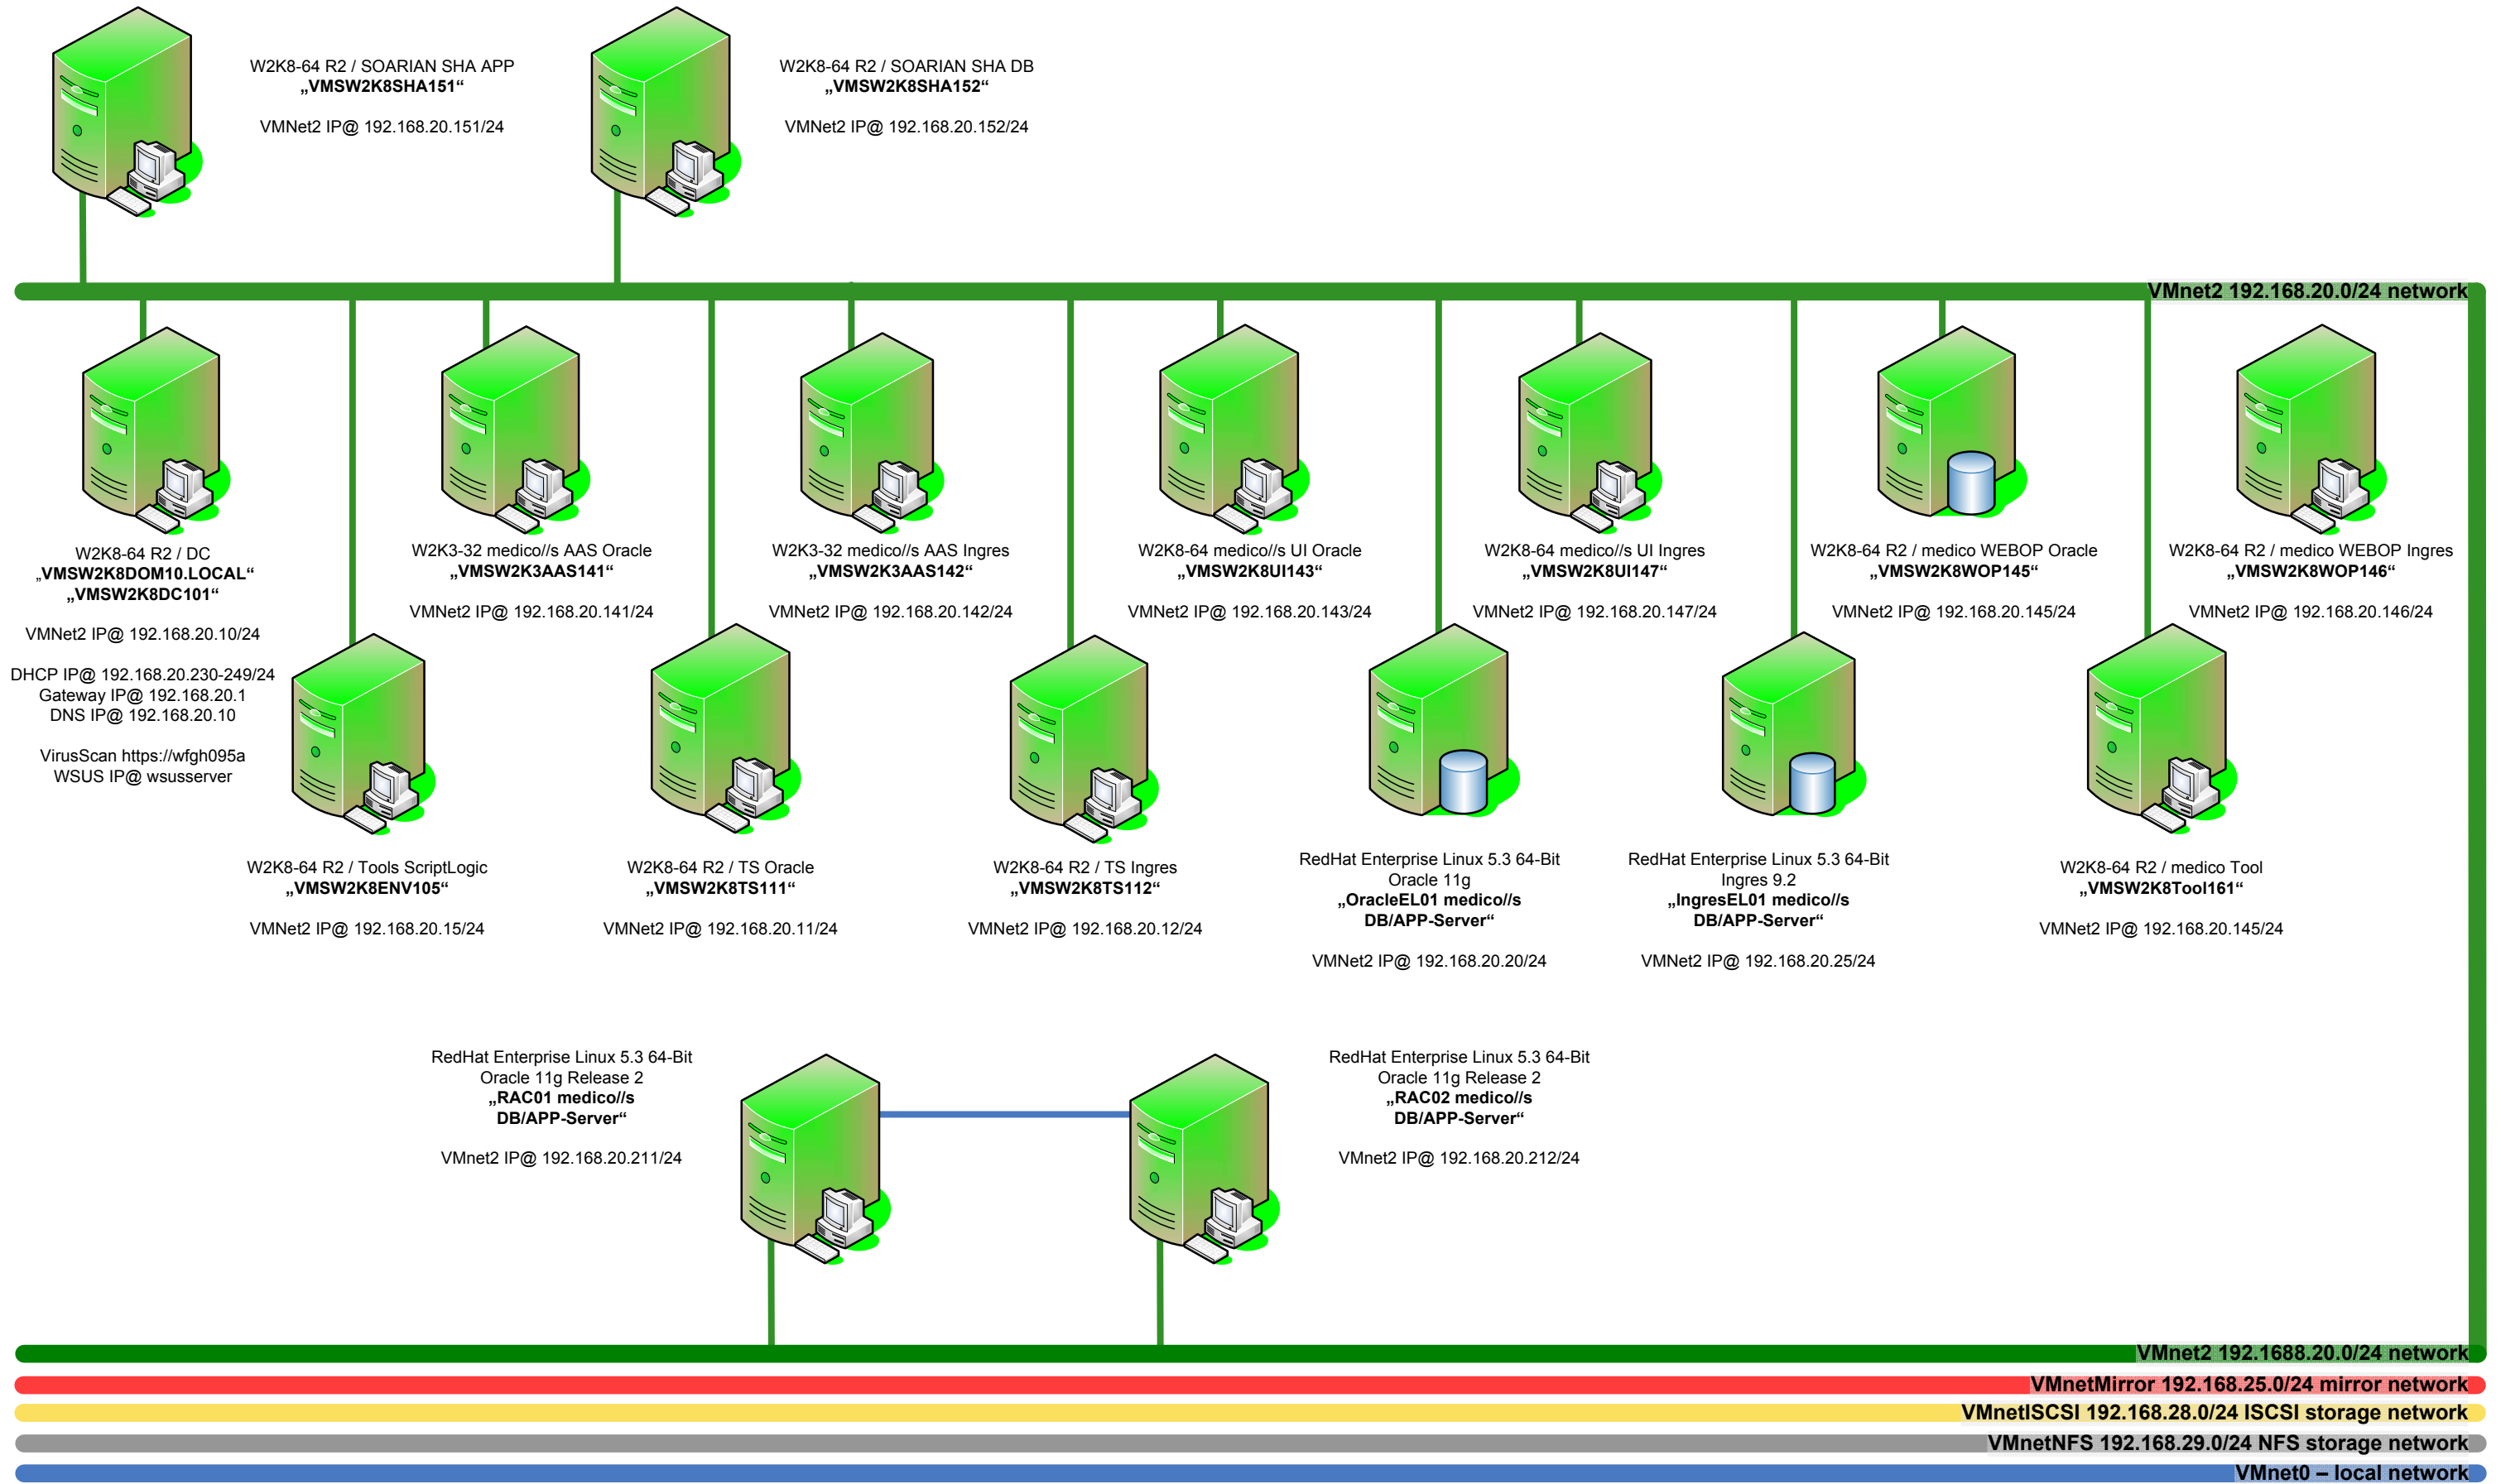 W2K8-64 R2 / SOARIAN SHA APP
„VMSW2K8SHA151“
VMNet2 IP@ 192.168.20.151/24
W2K8-64 R2 / SOARIAN SHA DB
„VMSW2K8SHA152“
VMNet2 IP@ 192.168.20.152/24
VMnet2 192.168.20.0/24 network
W2K8-64 R2 / DC
„VMSW2K8DOM10.LOCAL“
„VMSW2K8DC101“
VMNet2 IP@ 192.168.20.10/24
DHCP IP@ 192.168.20.230-249/24
Gateway IP@ 192.168.20.1
DNS IP@ 192.168.20.10
VirusScan https://wfgh095a
WSUS IP@ wsusserver
W2K3-32 medico//s AAS Oracle
„VMSW2K3AAS141“
VMNet2 IP@ 192.168.20.141/24
W2K3-32 medico//s AAS Ingres
„VMSW2K3AAS142“
VMNet2 IP@ 192.168.20.142/24
W2K8-64 medico//s UI Oracle
„VMSW2K8UI143“
VMNet2 IP@ 192.168.20.143/24
W2K8-64 medico//s UI Ingres
„VMSW2K8UI147“
VMNet2 IP@ 192.168.20.147/24
W2K8-64 R2 / medico WEBOP Oracle
„VMSW2K8WOP145“
VMNet2 IP@ 192.168.20.145/24
W2K8-64 R2 / medico WEBOP Ingres
„VMSW2K8WOP146“
VMNet2 IP@ 192.168.20.146/24
W2K8-64 R2 / Tools ScriptLogic
„VMSW2K8ENV105“
VMNet2 IP@ 192.168.20.15/24
W2K8-64 R2 / TS Oracle
„VMSW2K8TS111“
VMNet2 IP@ 192.168.20.11/24
W2K8-64 R2 / TS Ingres
„VMSW2K8TS112“
VMNet2 IP@ 192.168.20.12/24
RedHat Enterprise Linux 5.3 64-Bit
Oracle 11g
„OracleEL01 medico//s
DB/APP-Server“
VMNet2 IP@ 192.168.20.20/24
RedHat Enterprise Linux 5.3 64-Bit
Ingres 9.2
„IngresEL01 medico//s
DB/APP-Server“
VMNet2 IP@ 192.168.20.25/24
W2K8-64 R2 / medico Tool
„VMSW2K8Tool161“
VMNet2 IP@ 192.168.20.145/24
RedHat Enterprise Linux 5.3 64-Bit
Oracle 11g Release 2
„RAC01 medico//s
DB/APP-Server“
VMnet2 IP@ 192.168.20.211/24
RedHat Enterprise Linux 5.3 64-Bit
Oracle 11g Release 2
„RAC02 medico//s
DB/APP-Server“
VMnet2 IP@ 192.168.20.212/24
VMnet2 192.1688.20.0/24 network
VMnetMirror 192.168.25.0/24 mirror network
VMnetISCSI 192.168.28.0/24 ISCSI storage network
VMnetNFS 192.168.29.0/24 NFS storage network
VMnet0 – local network